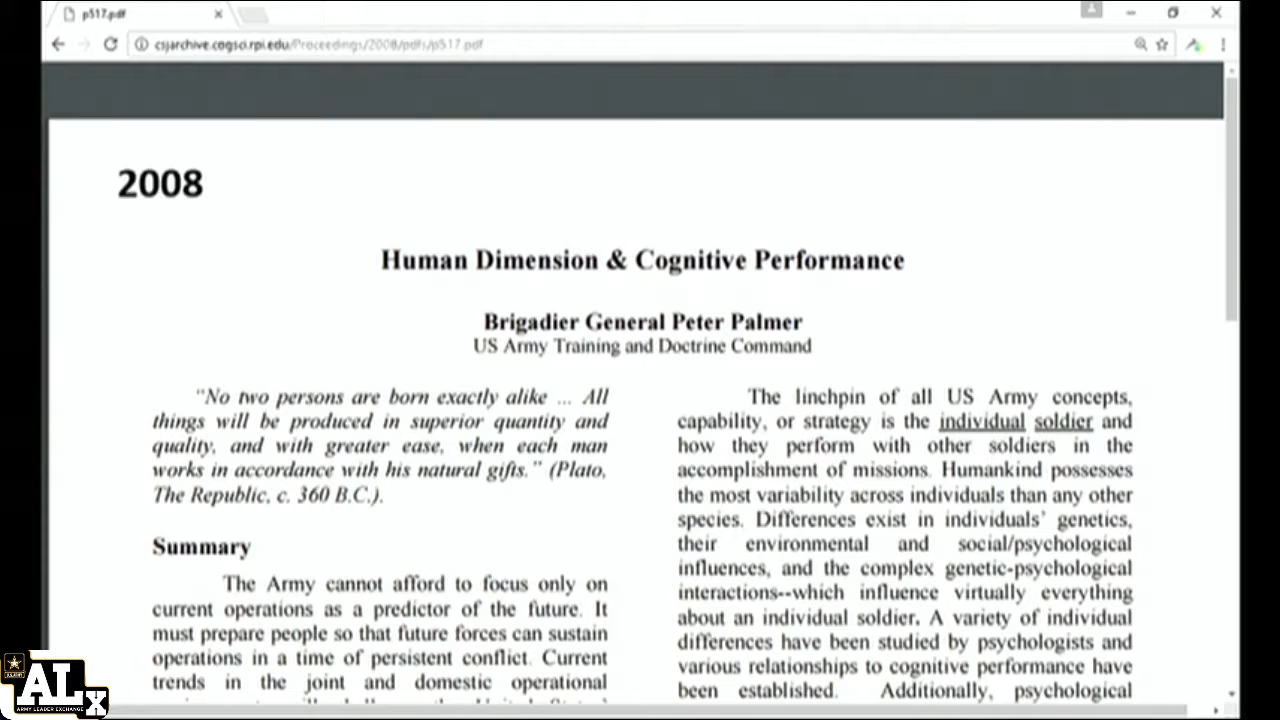 p517.pdf
csjarchive.cogsci.rpi.edu/Proceedings/2008/pdfs/p517.pdf
2008
Human Dimension & Cognitive Performance
Brigadier General Peter Palmer
US Army Training and Doctrine Command
“No two persons are born exactly alike ... All
things will be produced in superior quantity and
quality, and with greater ease, when each man
works in accordance with his natural gifts.” (Plato,
The Republic, c. 360 B.C.).
Summary
The Army cannot afford to focus only on
current operations as a predictor of the future. It
must prepare people so that future forces can sustain
operations in a time of persistent conflict. Current
trends in the joint and domestic operational
The linchpin of all US Army concepts,
capability, or strategy is the individual soldier and
how they perform with other soldiers in the
accomplishment of missions. Humankind possesses
the most variability across individuals than any other
species. Differences exist in individuals’ genetics,
their environmental and social/psychological
influences, and the complex genetic-psychological
interactions--which influence virtually everything
about an individual soldier. A variety of individual
differences have been studied by psychologists and
various relationships to cognitive performance have
been established. Additionally, psychological
ALx
ARMY LEADER EXCHANGE